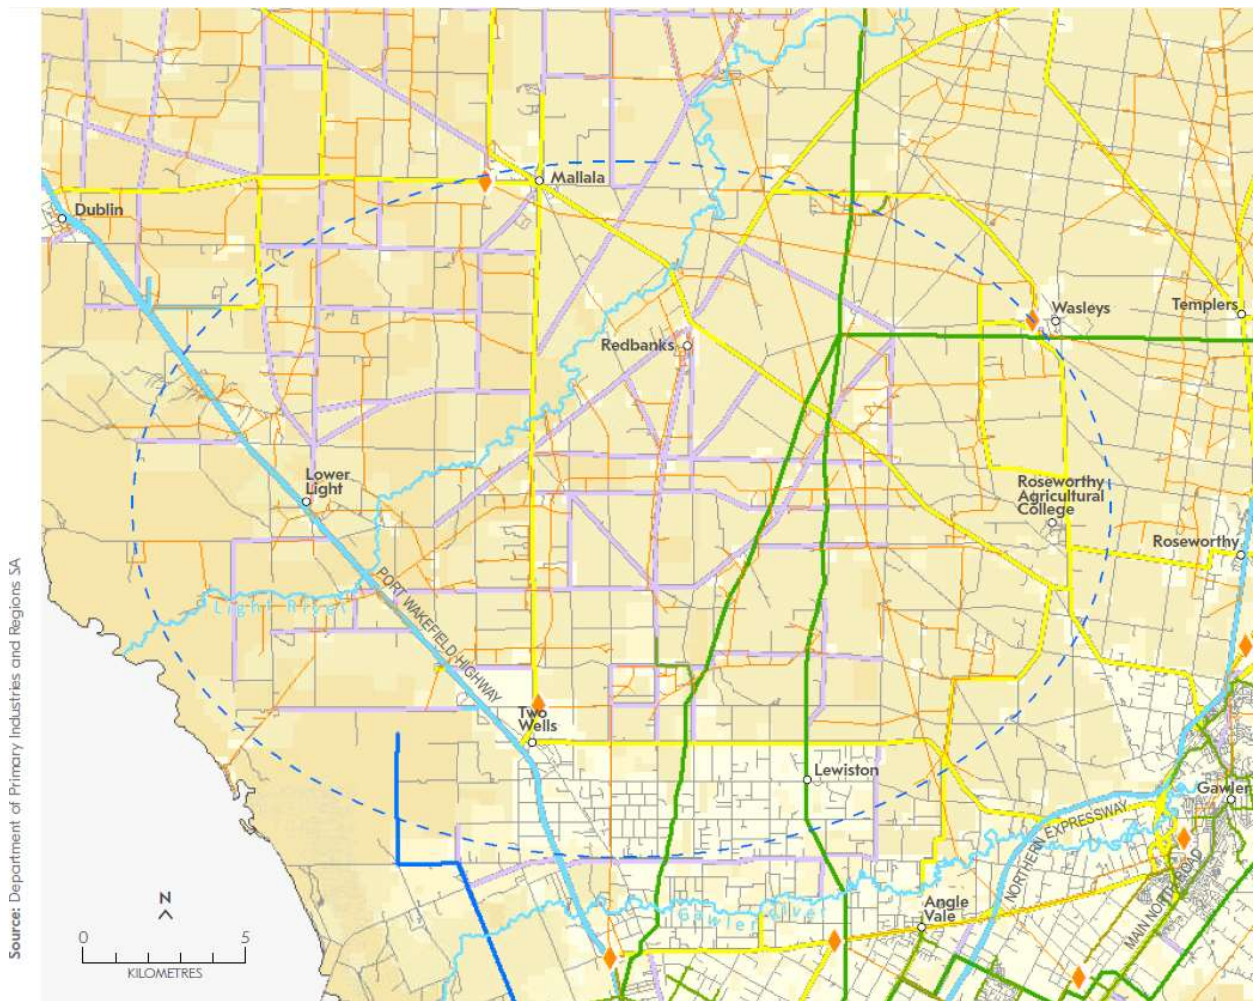 Mallala
Dublin
Wasleys
Templers
Redbanks
Lower
Light
Roseworthy
Agricultural
College
Roseworthy
PORT WAKEFIELD HIGHWAY
Light River
Two
Wells
Lewiston
Gawler
NORTHERN EXPRESSWAY
MAIN NORTH ROAD
Angle
Vale
Gawler River
N
0 5
KILOMETRES
Source: Department of Primary Industries and Regions SA